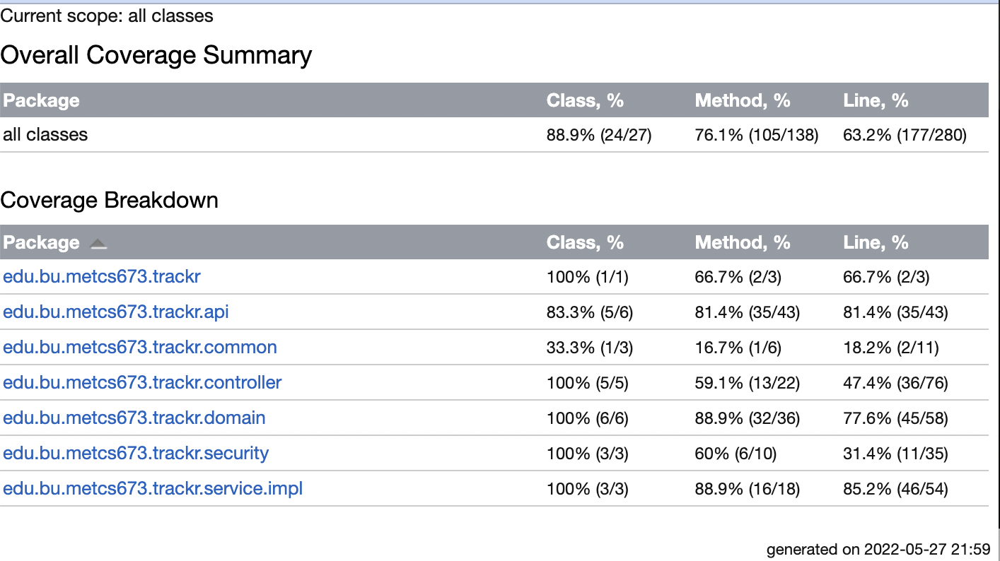 Current scope: all classes
Overall Coverage Summary
Package Class, % Method, % Line, %
all classes 88.9% (24/27) 76.1% (105/138) 63.2% (177/280)
Coverage Breakdown
Package Class, % Method, % Line, %
edu.bu.metcs673.trackr 100% (1/1) 66.7% (2/3) 66.7% (2/3)
edu.bu.metcs673.trackr.api 83.3% (5/6) 81.4% (35/43) 81.4% (35/43)
edu.bu.metcs673.trackr.common 33.3% (1/3) 16.7% (1/6) 18.2% (2/11)
edu.bu.metcs673.trackr.controller 100% (5/5) 59.1% (13/22) 47.4% (36/76)
edu.bu.metcs673.trackr.domain 100% (6/6) 88.9% (32/36) 77.6% (45/58)
edu.bu.metcs673.trackr.security 100% (3/3) 60% (6/10) 31.4% (11/35)
edu.bu.metcs673.trackr.service.impl 100% (3/3) 88.9% (16/18) 85.2% (46/54)
generated on 2022-05-27 21:59